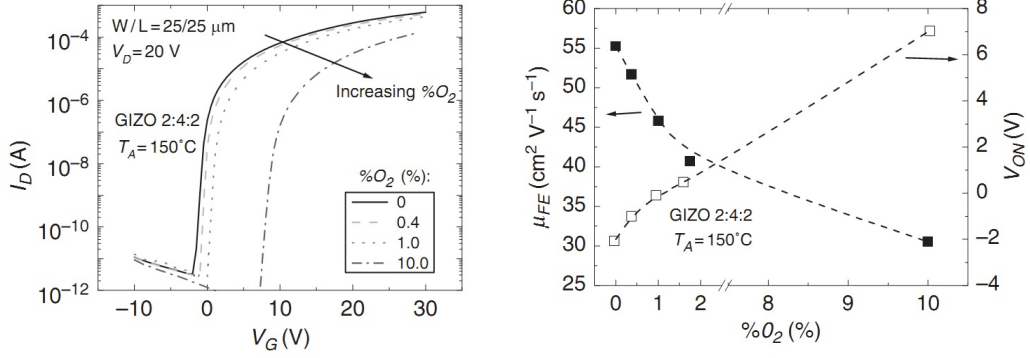 W/L=25/25 μm
V_D=20 V
Increasing %O_2
GIZO 2:4:2
T_A=150°C
%O_2 (%):
0
0.4
1.0
10.0
10^-4
10^-6
10^-8
10^-10
10^-12
I_D (A)
−10 0 10 20 30
V_G (V)
60
55
50
45
40
35
30
25
μ_FE (cm^2 V^-1 s^-1)
GIZO 2:4:2
T_A=150°C
8
6
4
2
0
−2
−4
V_ON (V)
0 1 2 8 9 10
%0_2 (%)